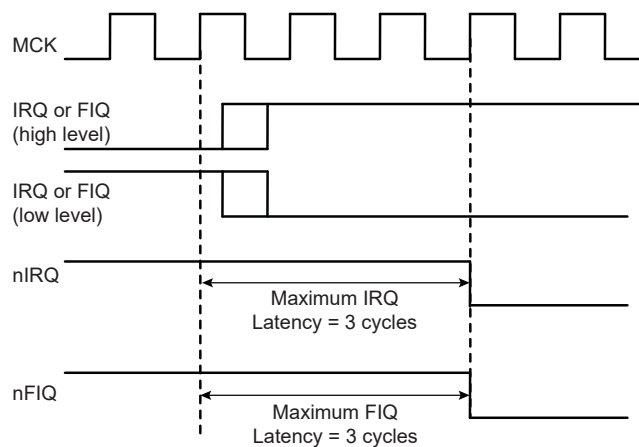 MCK
IRQ or FIQ
(high level)
IRQ or FIQ
(low level)
nIRQ
Maximum IRQ
Latency = 3 cycles
nFIQ
Maximum FIQ
Latency = 3 cycles